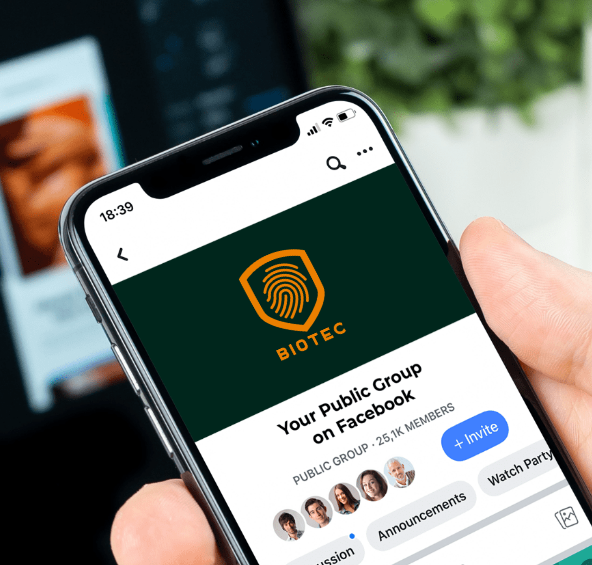 18:39
BIOTEC
Your Public Group
on Facebook
PUBLIC GROUP · 25,1K MEMBERS
+ Invite
ussion
Announcements
Watch Party